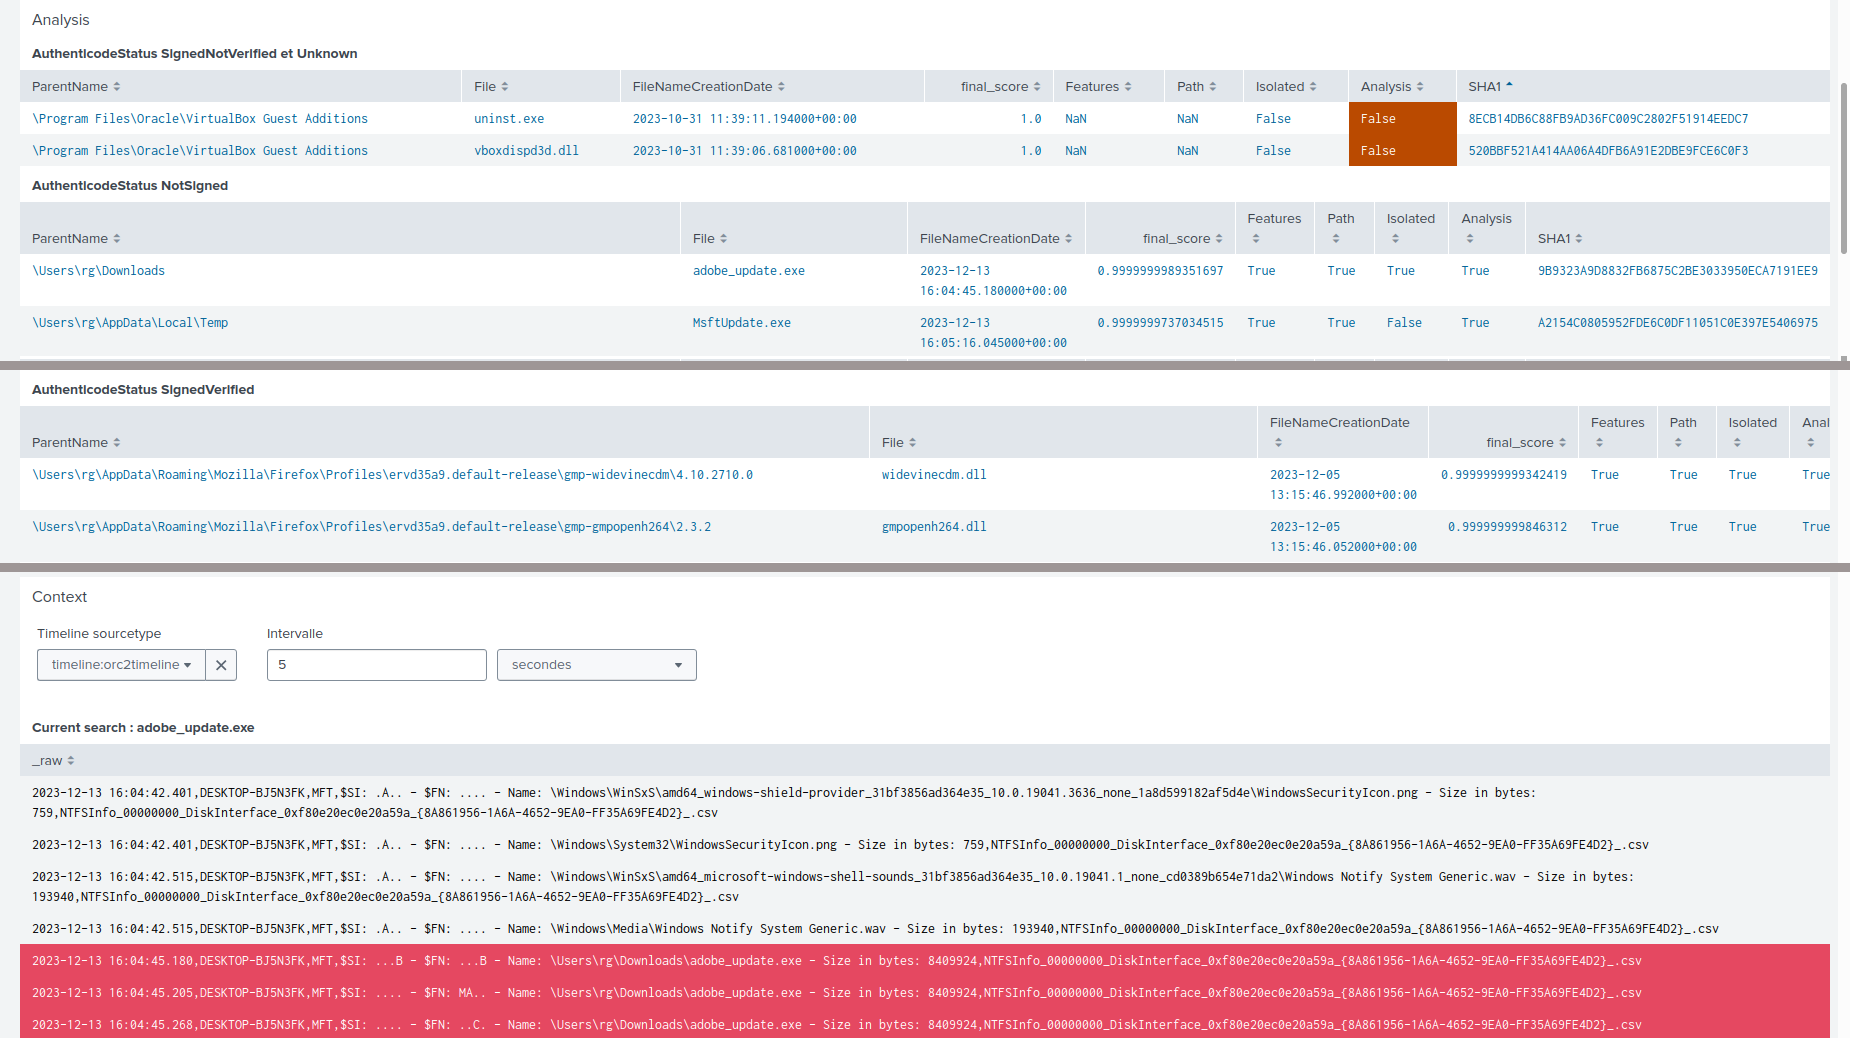 Analysis
AuthenticodeStatus SignedNotVerified et Unknown
ParentName File FileNameCreationDate final_score Features Path Isolated Analysis SHA1
\Program Files\Oracle\VirtualBox Guest Additions uninst.exe 2023-10-31 11:39:11.194000+00:00 1.0 NaN NaN False False 8ECB14DB6C88FB9AD36FC009C2802F51914EEDC7
\Program Files\Oracle\VirtualBox Guest Additions vboxdispd3d.dll 2023-10-31 11:39:06.681000+00:00 1.0 NaN NaN False False 520BBF521A414AA06A4DFB6A91E2DBE9FCE6C0F3
AuthenticodeStatus NotSigned
Features Path Isolated Analysis
ParentName File FileNameCreationDate final_score SHA1
\Users\rg\Downloads adobe_update.exe 2023-12-13 0.9999999989351697 True True True True 9B9323A9D8832FB6875C2BE3033950ECA7191EE9
16:04:45.180000+00:00
\Users\rg\AppData\Local\Temp MsftUpdate.exe 2023-12-13 0.9999999737034515 True True False True A2154C0805952FDE6C0DF11051C0E397E5406975
16:05:16.045000+00:00
AuthenticodeStatus SignedVerified
FileNameCreationDate Features Path Isolated Anal
ParentName File final_score
\Users\rg\AppData\Roaming\Mozilla\Firefox\Profiles\ervd35a9.default-release\gmp-widevinecdm\4.10.2710.0 widevinecdm.dll 2023-12-05 0.9999999999342419 True True True True
13:15:46.992000+00:00
\Users\rg\AppData\Roaming\Mozilla\Firefox\Profiles\ervd35a9.default-release\gmp-gmpopenh264\2.3.2 gmpopenh264.dll 2023-12-05 0.999999999846312 True True True True
13:15:46.052000+00:00
Context
Timeline sourcetype Intervalle
timeline:orc2timeline 5 secondes
Current search : adobe_update.exe
_raw
2023-12-13 16:04:42.401,DESKTOP-BJ5N3FK,MFT,$SI: .A.. - $FN: .... - Name: \Windows\WinSxS\amd64_windows-shield-provider_31bf3856ad364e35_10.0.19041.3636_none_1a8d599182af5d4e\WindowsSecurityIcon.png - Size in bytes:
759,NTFSInfo_00000000_DiskInterface_0xf80e20ec0e20a59a_{8A861956-1A6A-4652-9EA0-FF35A69FE4D2}_.csv
2023-12-13 16:04:42.401,DESKTOP-BJ5N3FK,MFT,$SI: .A.. - $FN: .... - Name: \Windows\System32\WindowsSecurityIcon.png - Size in bytes: 759,NTFSInfo_00000000_DiskInterface_0xf80e20ec0e20a59a_{8A861956-1A6A-4652-9EA0-FF35A69FE4D2}_.csv
2023-12-13 16:04:42.515,DESKTOP-BJ5N3FK,MFT,$SI: .A.. - $FN: .... - Name: \Windows\WinSxS\amd64_microsoft-windows-shell-sounds_31bf3856ad364e35_10.0.19041.1_none_cd0389b654e71da2\Windows Notify System Generic.wav - Size in bytes:
193940,NTFSInfo_00000000_DiskInterface_0xf80e20ec0e20a59a_{8A861956-1A6A-4652-9EA0-FF35A69FE4D2}_.csv
2023-12-13 16:04:42.515,DESKTOP-BJ5N3FK,MFT,$SI: .A.. - $FN: .... - Name: \Windows\Media\Windows Notify System Generic.wav - Size in bytes: 193940,NTFSInfo_00000000_DiskInterface_0xf80e20ec0e20a59a_{8A861956-1A6A-4652-9EA0-FF35A69FE4D2}_.csv
2023-12-13 16:04:45.180,DESKTOP-BJ5N3FK,MFT,$SI: ...B - $FN: ...B - Name: \Users\rg\Downloads\adobe_update.exe - Size in bytes: 8409924,NTFSInfo_00000000_DiskInterface_0xf80e20ec0e20a59a_{8A861956-1A6A-4652-9EA0-FF35A69FE4D2}_.csv
2023-12-13 16:04:45.205,DESKTOP-BJ5N3FK,MFT,$SI: .... - $FN: MA.. - Name: \Users\rg\Downloads\adobe_update.exe - Size in bytes: 8409924,NTFSInfo_00000000_DiskInterface_0xf80e20ec0e20a59a_{8A861956-1A6A-4652-9EA0-FF35A69FE4D2}_.csv
2023-12-13 16:04:45.268,DESKTOP-BJ5N3FK,MFT,$SI: .... - $FN: ..C. - Name: \Users\rg\Downloads\adobe_update.exe - Size in bytes: 8409924,NTFSInfo_00000000_DiskInterface_0xf80e20ec0e20a59a_{8A861956-1A6A-4652-9EA0-FF35A69FE4D2}_.csv